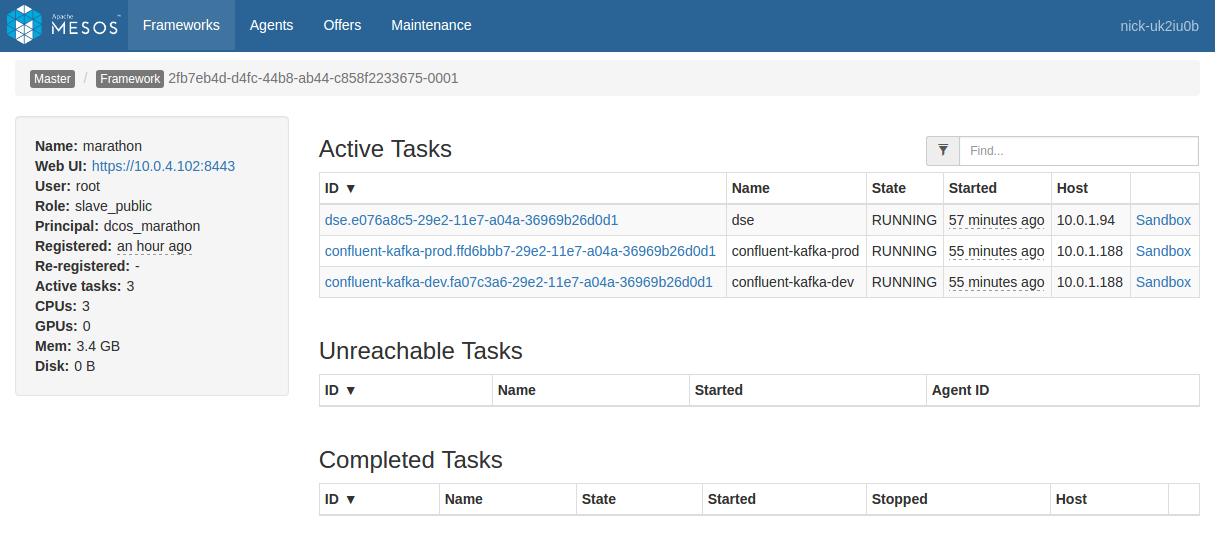 Apache MESOS™ Frameworks Agents Offers Maintenance nick-uk2iu0b
Master / Framework 2fb7eb4d-d4fc-44b8-ab44-c858f2233675-0001
Name: marathon
Web UI: https://10.0.4.102:8443
User: root
Role: slave_public
Principal: dcos_marathon
Registered: an hour ago
Re-registered: -
Active tasks: 3
CPUs: 3
GPUs: 0
Mem: 3.4 GB
Disk: 0 B
Active Tasks Find...
ID ▼ Name State Started Host
dse.e076a8c5-29e2-11e7-a04a-36969b26d0d1 dse RUNNING 57 minutes ago 10.0.1.94 Sandbox
confluent-kafka-prod.ffd6bbb7-29e2-11e7-a04a-36969b26d0d1 confluent-kafka-prod RUNNING 55 minutes ago 10.0.1.188 Sandbox
confluent-kafka-dev.fa07c3a6-29e2-11e7-a04a-36969b26d0d1 confluent-kafka-dev RUNNING 55 minutes ago 10.0.1.188 Sandbox
Unreachable Tasks
ID ▼ Name Started Agent ID
Completed Tasks
ID ▼ Name State Started Stopped Host